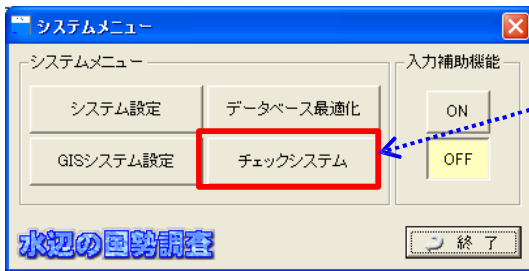 システムメニュー
システムメニュー
入力補助機能
システム設定
データベース最適化
ON
GISシステム設定
チェックシステム
OFF
水辺の国勢調査
終 了